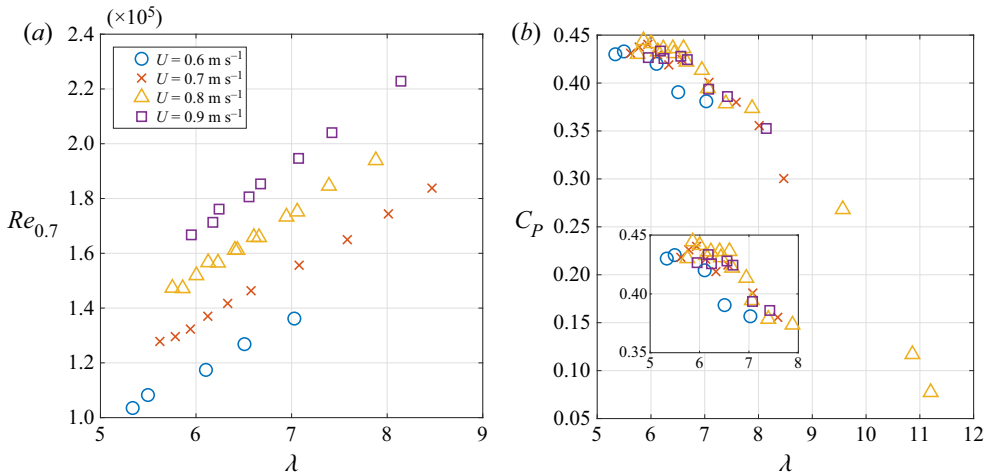 (a)
(×10⁵)
2.4
2.2
2.0
1.8
1.6
1.4
1.2
1.0
Re₀.₇
U = 0.6 m s⁻¹
U = 0.7 m s⁻¹
U = 0.8 m s⁻¹
U = 0.9 m s⁻¹
5 6 7 8 9
λ
(b)
0.45
0.40
0.35
0.30
0.25
0.20
0.15
0.10
0.05
C_P
0.45
0.40
0.35
5 6 7 8
5 6 7 8 9 10 11 12
λ